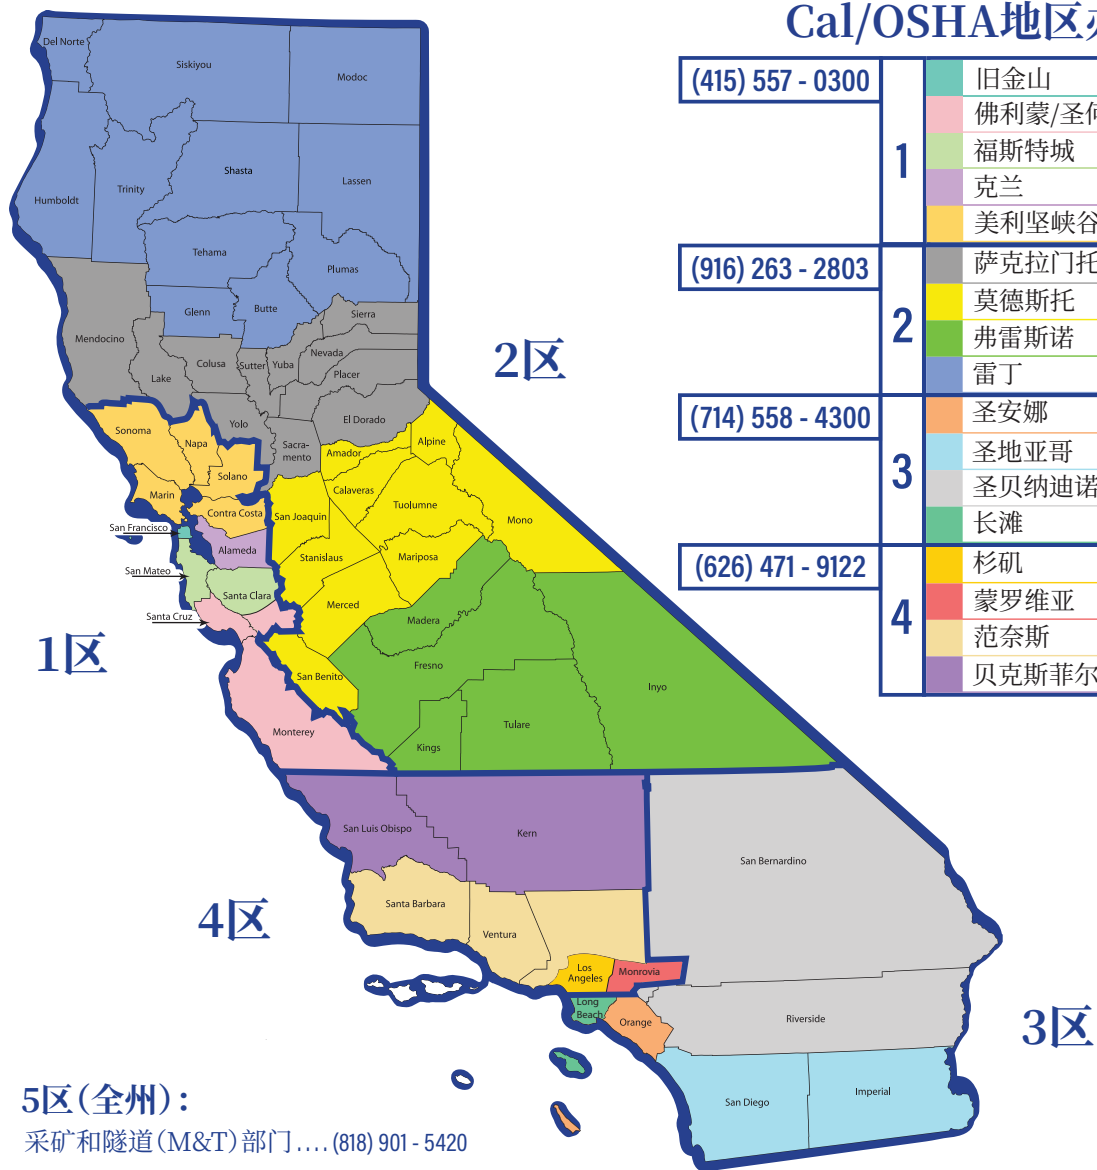 Cal/OSHA地区
(415) 557 - 0300
1
旧金山
佛利蒙/圣
福斯特城
克兰
美利坚峡谷
(916) 263 - 2803
2
萨克拉门托
莫德斯托
弗雷斯诺
雷丁
(714) 558 - 4300
3
圣安娜
圣地亚哥
圣贝纳迪诺
长滩
(626) 471 - 9122
4
杉矶
蒙罗维亚
范奈斯
贝克斯菲尔
Del Norte
Siskiyou
Modoc
Humboldt
Trinity
Shasta
Lassen
Tehama
Plumas
Glenn
Butte
Mendocino
Lake
Colusa
Sutter
Yuba
Sierra
Nevada
Placer
El Dorado
Yolo
Sacra-
mento
2区
Sonoma
Napa
Solano
Marin
Contra Costa
San Francisco
Alameda
San Mateo
Santa Clara
Santa Cruz
Amador
Alpine
Calaveras
Tuolumne
Mono
San Joaquin
Stanislaus
Mariposa
Merced
Madera
Fresno
San Benito
Inyo
Tulare
Kings
Monterey
1区
San Luis Obispo
Kern
San Bernardino
Santa Barbara
Ventura
Los
Angeles
Monrovia
4区
Long
Beach
Orange
Riverside
3区
San Diego
Imperial
5区(全州):
采矿和隧道(M&T)部门.... (818) 901 - 5420